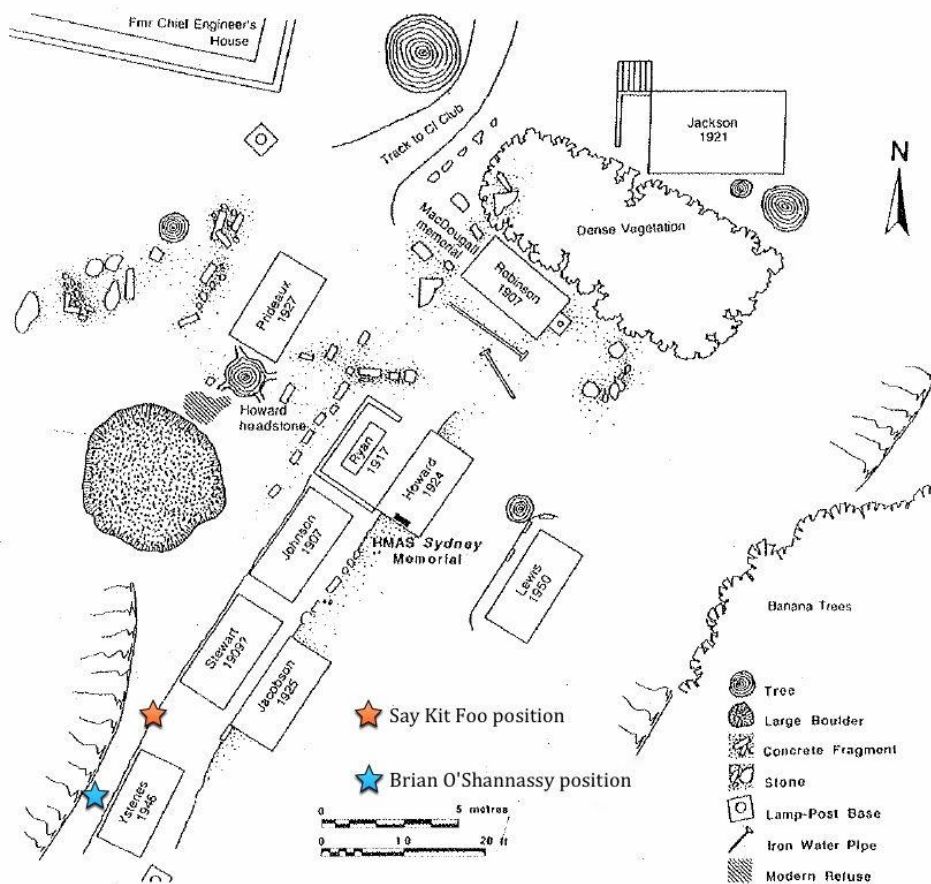 Fmr Chief Engineer's
House
Track to CI Club
Jackson
1921
N
Dense Vegetation
MacDougall
memorial
Robinson
1907
Prideaux
1927
Howard
headstone
Ryan
1917
Howard
1924
HMAS Sydney
Memorial
Johnson
1907
Lewis
1950
Banana Trees
Stewart
1909?
Jacobson
1925
Ystenes
1946
Say Kit Foo position
Brian O'Shannassy position
0 5 metres
0 10 20 ft
Tree
Large Boulder
Concrete Fragment
Stone
Lamp-Post Base
Iron Water Pipe
Modern Refuse